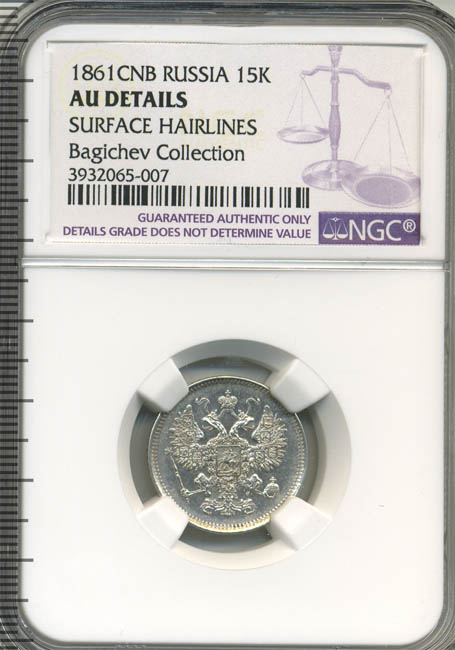 1861CNB RUSSIA 15K
AU DETAILS
SURFACE HAIRLINES
Bagichev Collection
3932065-007
GUARANTEED AUTHENTIC ONLY
DETAILS GRADE DOES NOT DETERMINE VALUE
NGC®